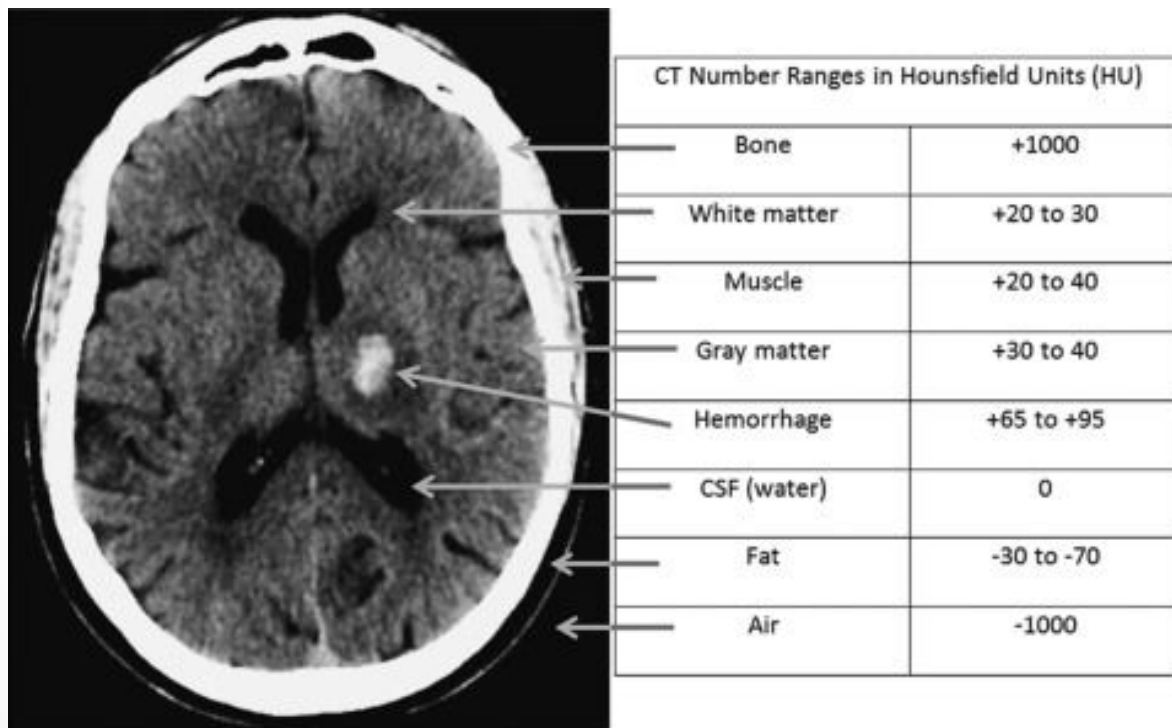 CT Number Ranges in Hounsfield Units (HU)
Bone +1000
White matter +20 to 30
Muscle +20 to 40
Gray matter +30 to 40
Hemorrhage +65 to +95
CSF (water) 0
Fat -30 to -70
Air -1000